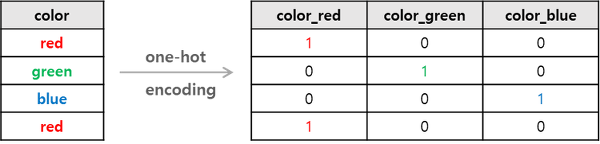 color
red
green
blue
red
one-hot
encoding
color_red color_green color_blue
1 0 0
0 1 0
0 0 1
1 0 0